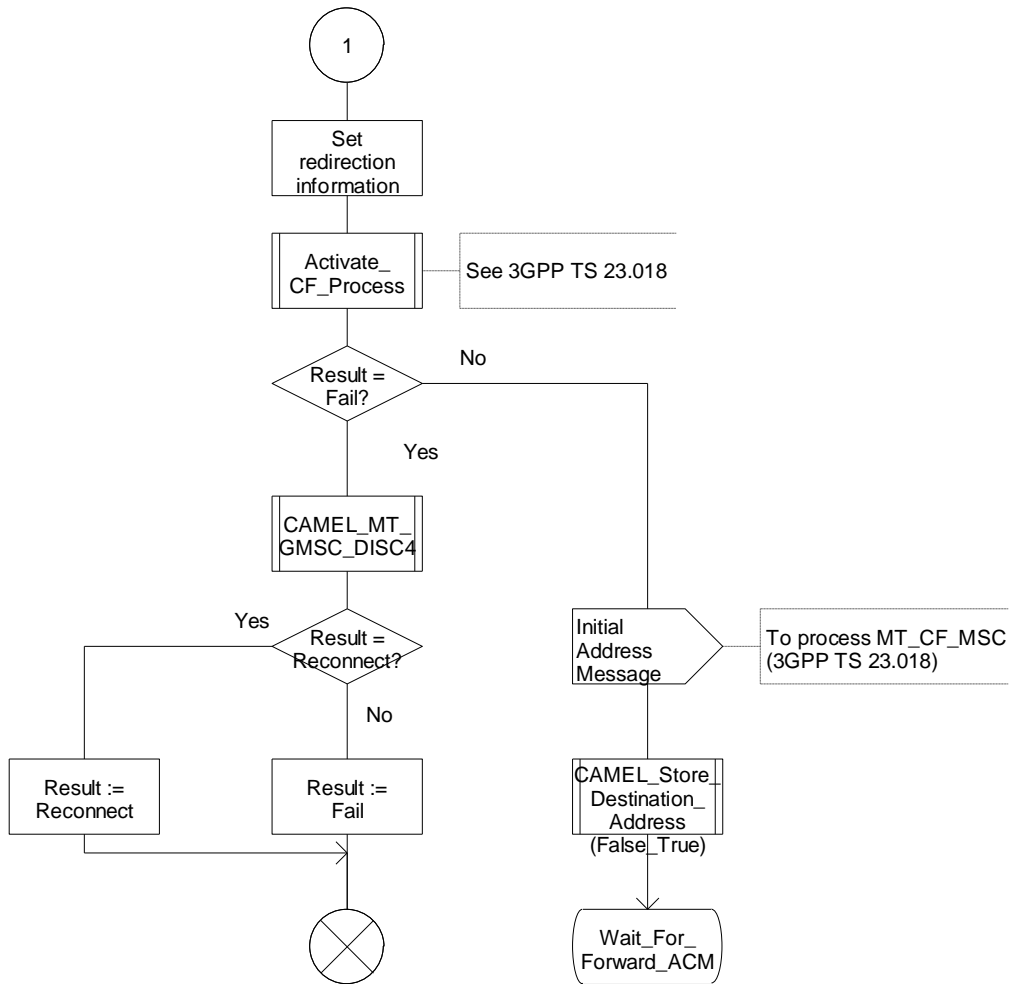 1
Set
redirection
information
Activate_
CF_Process
See 3GPP TS 23.018
Result =
Fail?
No
Yes
CAMEL_MT_
GMSC_DISC4
Yes
Result =
Reconnect?
No
Initial
Address
Message
To process MT_CF_MSC
(3GPP TS 23.018)
Result :=
Reconnect
Result :=
Fail
CAMEL_Store_
Destination_
Address
(False_True)
Wait_For_
Forward_ACM